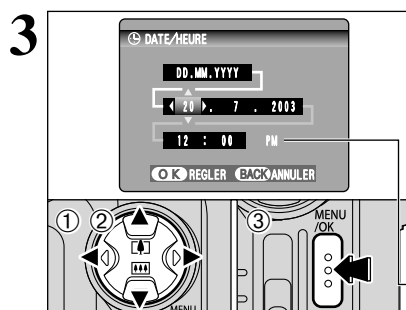 3
DATE/HEURE
DD.MM.YYYY
20 . 7 . 2003
12 : 00 PM
OK REGLER BACK ANNULER
① ② ③
MENU
/OK
MENU